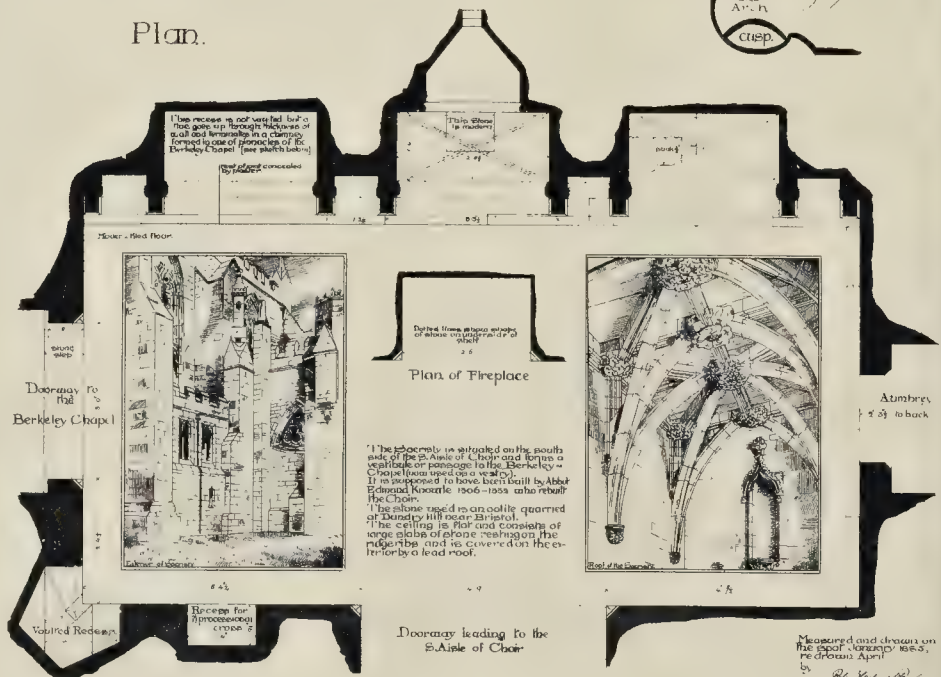 Plan.
Arch
cusp.
This recess is not vaulted but a
flue goes up through thickness of
wall and terminates in a chimney
formed in one of pinnacles of the
Berkeley Chapel [see sketch below]
rest of concealed
by plaster.
This Stone
is modern
Floor
Dotted lines show shape
of stone on underside of
shelf
2 6
Plan of Fireplace
stone
step
Doorway to
the
Berkeley Chapel
Aumbrey
to back
The Sacristy is situated on the south
side of the S. Aisle of Choir and forms a
vestibule or passage to the Berkeley-
Chapel (now used as a vestry).
It is supposed to have been built by Abbot
Edmund Knowle 1306-1332 who rebuilt
the Choir.
The stone used is an oolite quarried
at Dundry Hill near Bristol.
The ceiling is flat and consists of
large slabs of stone resting on the
ridge ribs and is covered on the ex-
terior by a lead roof.
Exterior of Sacristy
Roof of the Sacristy
Vaulted Recess
Recess for
processional
cross
Doorway leading to the
S. Aisle of Choir
Measured and drawn on
the spot January 1885,
redrawn April
by